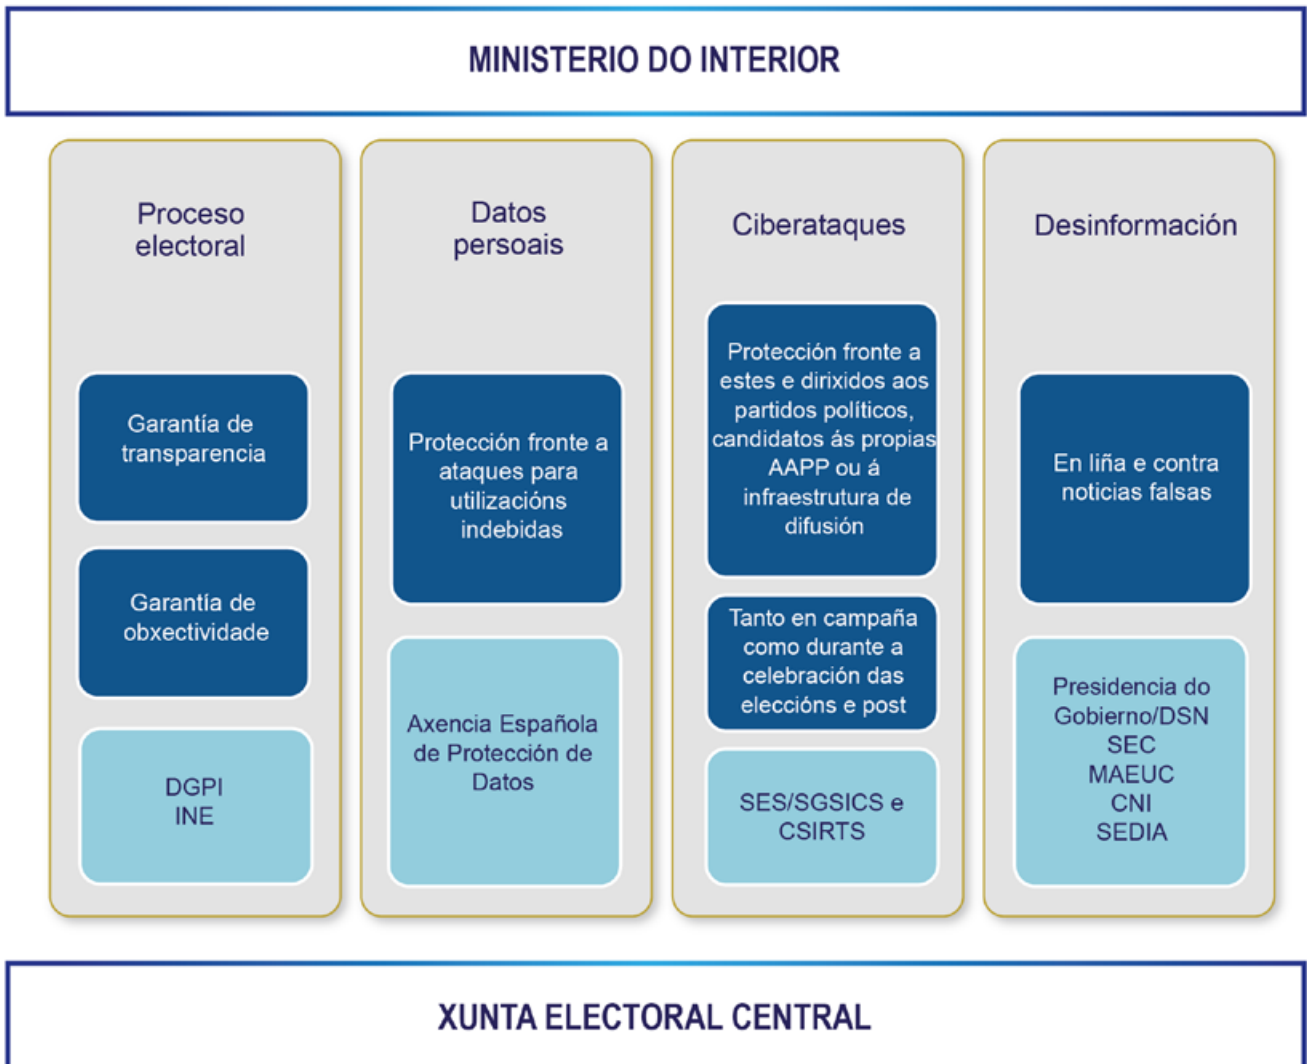 MINISTERIO DO INTERIOR
Proceso
electoral
Garantía de
transparencia
Garantía de
obxectividade
DGPI
INE
Datos
persoais
Protección fronte a
ataques para
utilizacións
indebidas
Axencia Española
de Protección de
Datos
Ciberataques
Protección fronte a
estes e dirixidos aos
partidos políticos,
candidatos ás propias
AAPP ou á
infraestrutura de
difusión
Tanto en campaña
como durante a
celebración das
eleccións e post
SES/SGSICS e
CSIRTS
Desinformación
En liña e contra
noticias falsas
Presidencia do
Gobierno/DSN
SEC
MAEUC
CNI
SEDIA
XUNTA ELECTORAL CENTRAL